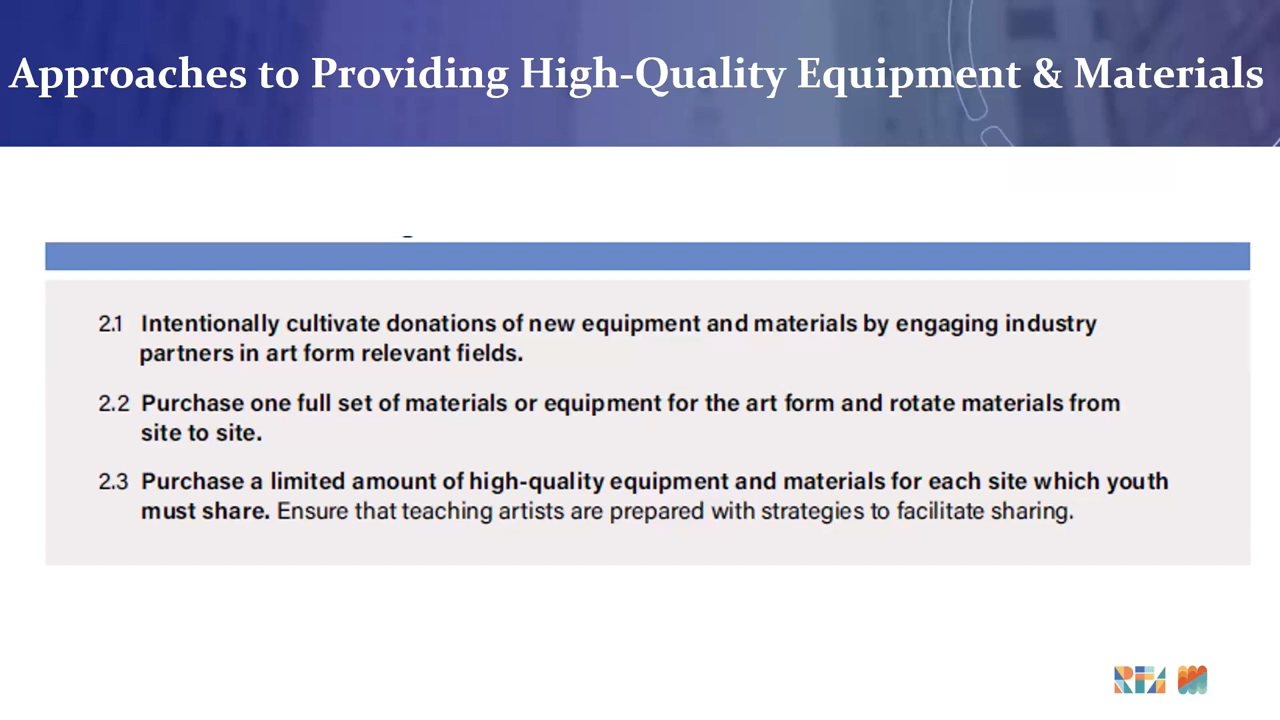 Approaches to Providing High-Quality Equipment & Materials
2.1 Intentionally cultivate donations of new equipment and materials by engaging industry
partners in art form relevant fields.
2.2 Purchase one full set of materials or equipment for the art form and rotate materials from
site to site.
2.3 Purchase a limited amount of high-quality equipment and materials for each site which youth
must share. Ensure that teaching artists are prepared with strategies to facilitate sharing.
RFA